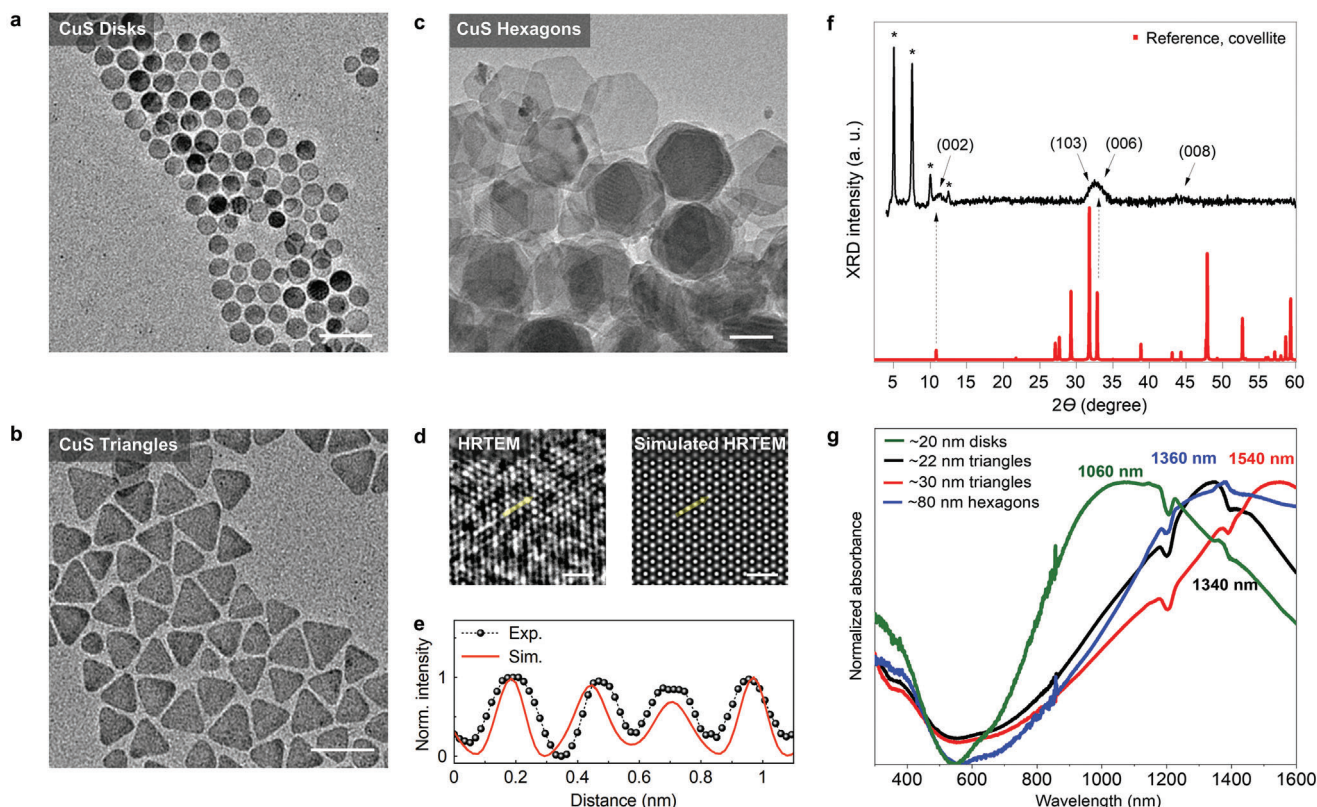 a
CuS Disks
b
CuS Triangles
c
CuS Hexagons
d
HRTEM
Simulated HRTEM
e
Norm. intensity
1
0
Exp.
Sim.
0 0.2 0.4 0.6 0.8 1
Distance (nm)
f
Reference, covellite
XRD intensity (a. u.)
* * * *
(002)
(103)
(006)
(008)
5 10 15 20 25 30 35 40 45 50 55 60
2Θ (degree)
g
~20 nm disks
~22 nm triangles
~30 nm triangles
~80 nm hexagons
1060 nm
1360 nm
1540 nm
1340 nm
Normalized absorbance
400 600 800 1000 1200 1400 1600
Wavelength (nm)